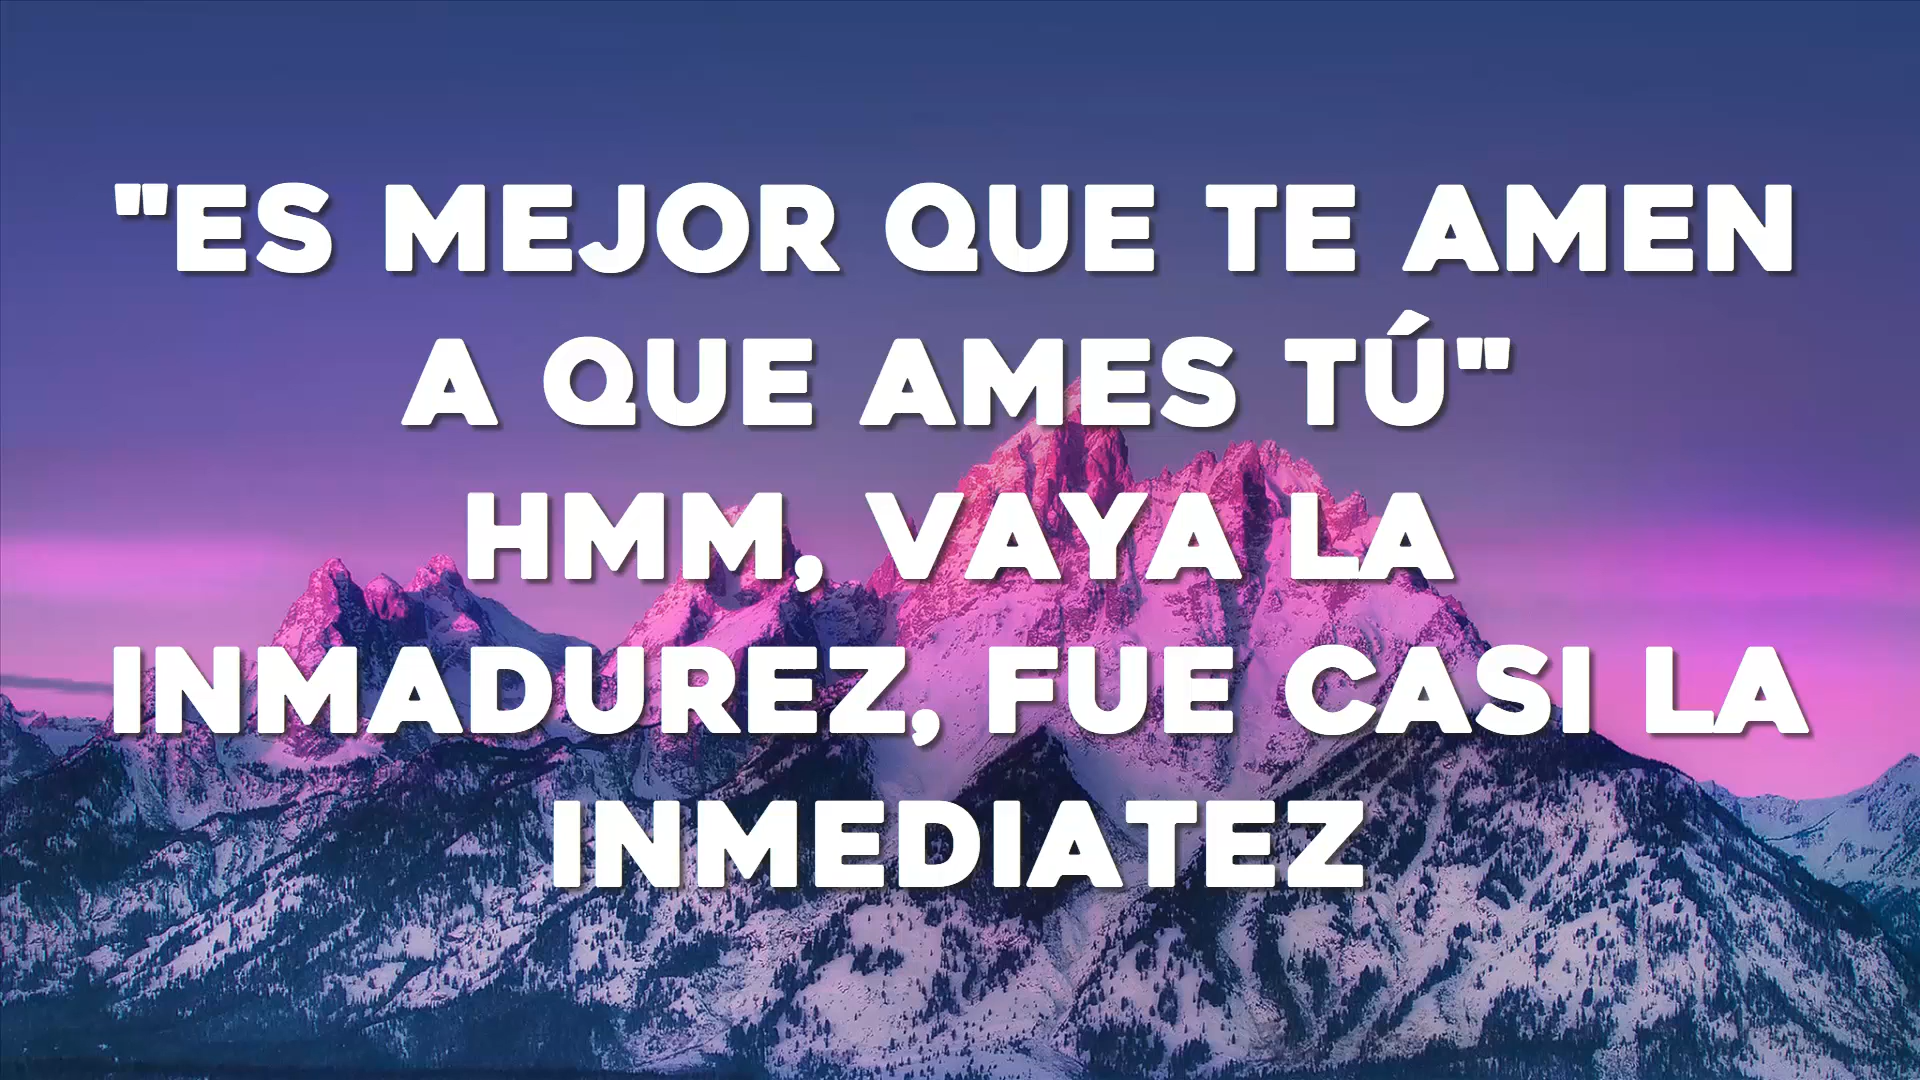 "ES MEJOR QUE TE AMEN
A QUE AMES TÚ"
HMM, VAYA LA
INMADUREZ, FUE CASI LA
INMEDIATEZ